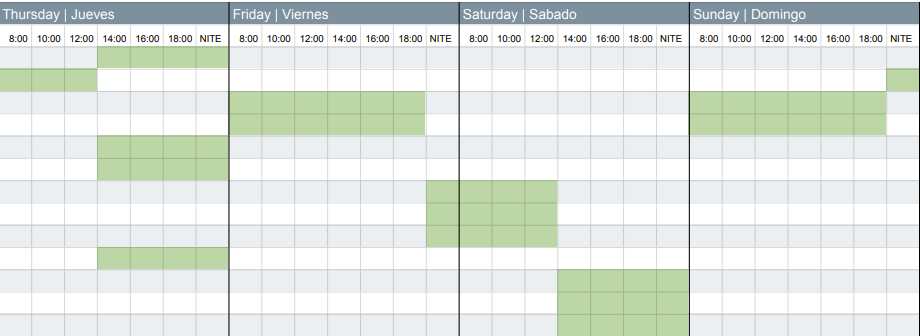 Thursday | Jueves Friday | Viernes Saturday | Sabado Sunday | Domingo
8:00 10:00 12:00 14:00 16:00 18:00 NITE 8:00 10:00 12:00 14:00 16:00 18:00 NITE 8:00 10:00 12:00 14:00 16:00 18:00 NITE 8:00 10:00 12:00 14:00 16:00 18:00 NITE